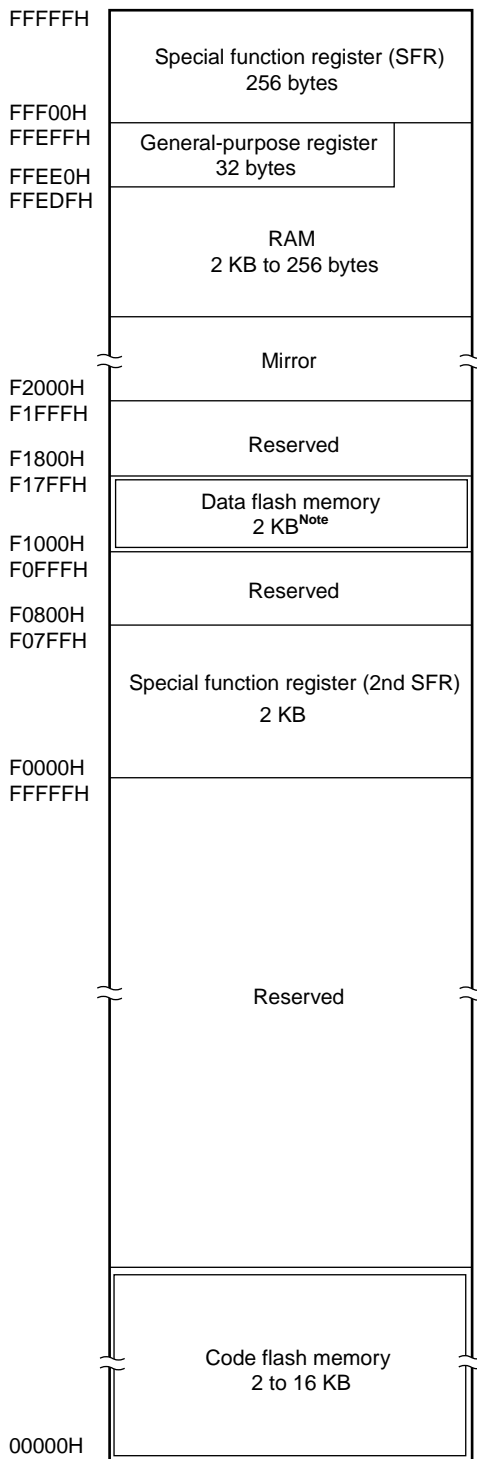 FFFFFH
Special function register (SFR)
256 bytes
FFF00H
FFEFFH
General-purpose register
32 bytes
FFEE0H
FFEDFH
RAM
2 KB to 256 bytes
Mirror
F2000H
F1FFFH
Reserved
F1800H
F17FFH
Data flash memory
2 KBNote
F1000H
F0FFFH
Reserved
F0800H
F07FFH
Special function register (2nd SFR)
2 KB
F0000H
FFFFFH
Reserved
Code flash memory
2 to 16 KB
00000H